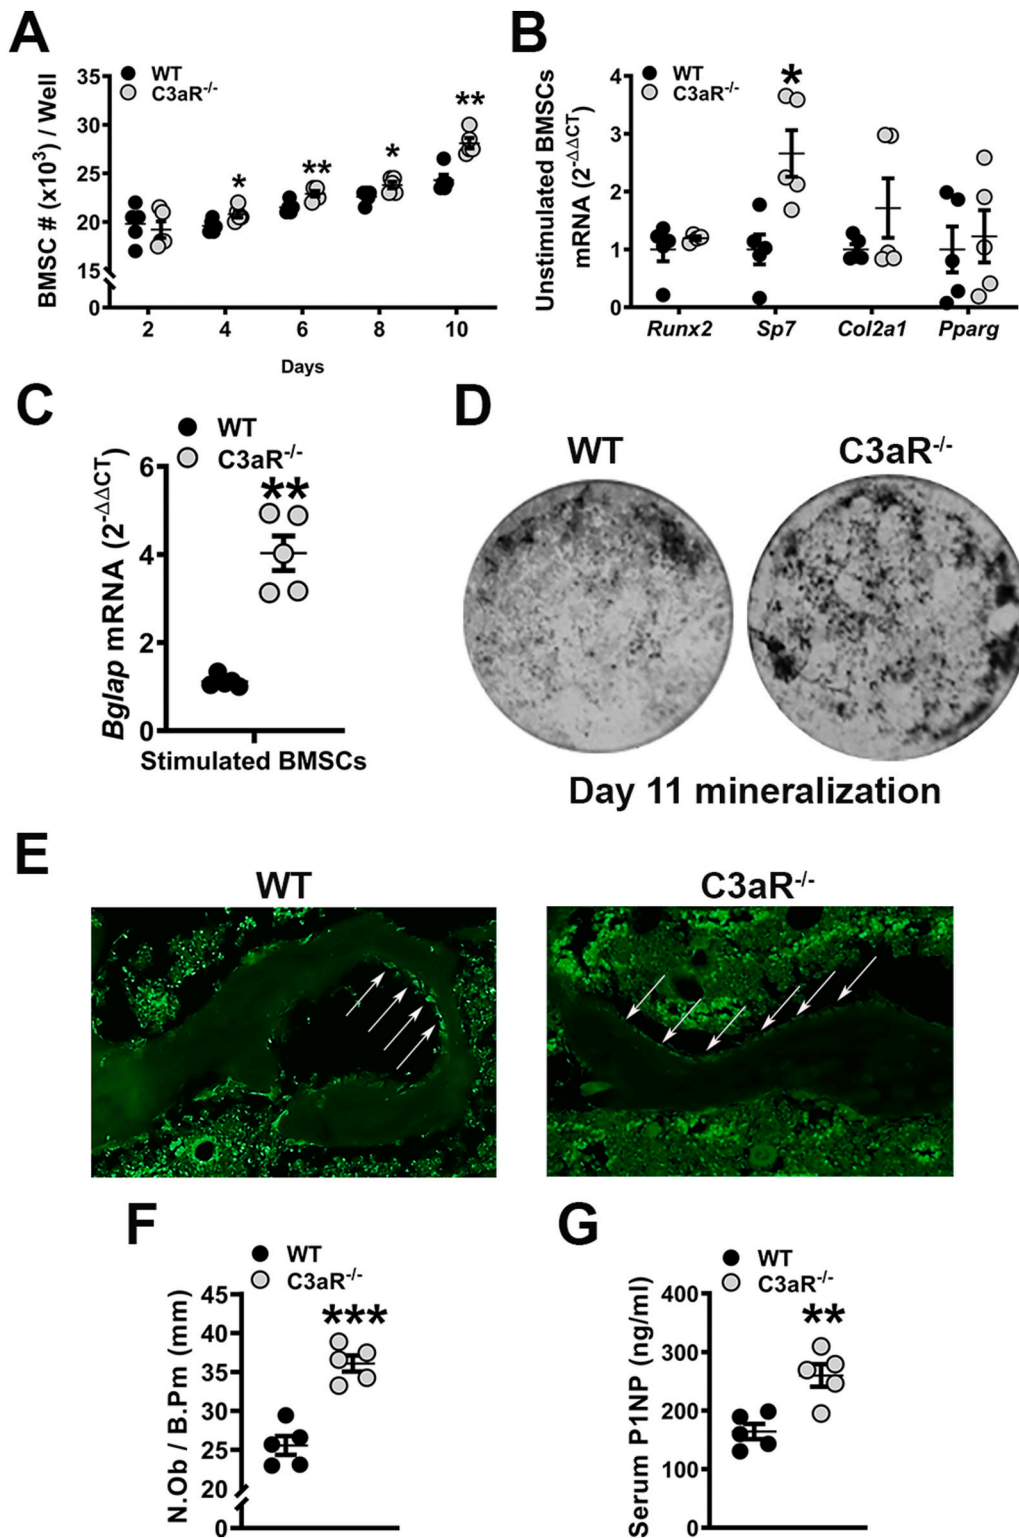 A
WT
C3aR-/-
BMSC # (x10³) / Well
35
30
25
20
15
0
*
**
*
**
2 4 6 8 10
Days
B
WT
C3aR-/-
Unstimulated BMSCs
mRNA (2-ΔΔCT)
4
3
2
1
0
*
Runx2 Sp7 Col2a1 Pparg
C
WT
C3aR-/-
Bglap mRNA (2-ΔΔCT)
6
4
2
0
**
Stimulated BMSCs
D
WT C3aR-/-
Day 11 mineralization
E
WT C3aR-/-
F
WT
C3aR-/-
N.Ob / B.Pm (mm)
45
40
35
30
25
20
0
***
G
WT
C3aR-/-
Serum P1NP (ng/ml)
400
300
200
100
0
**